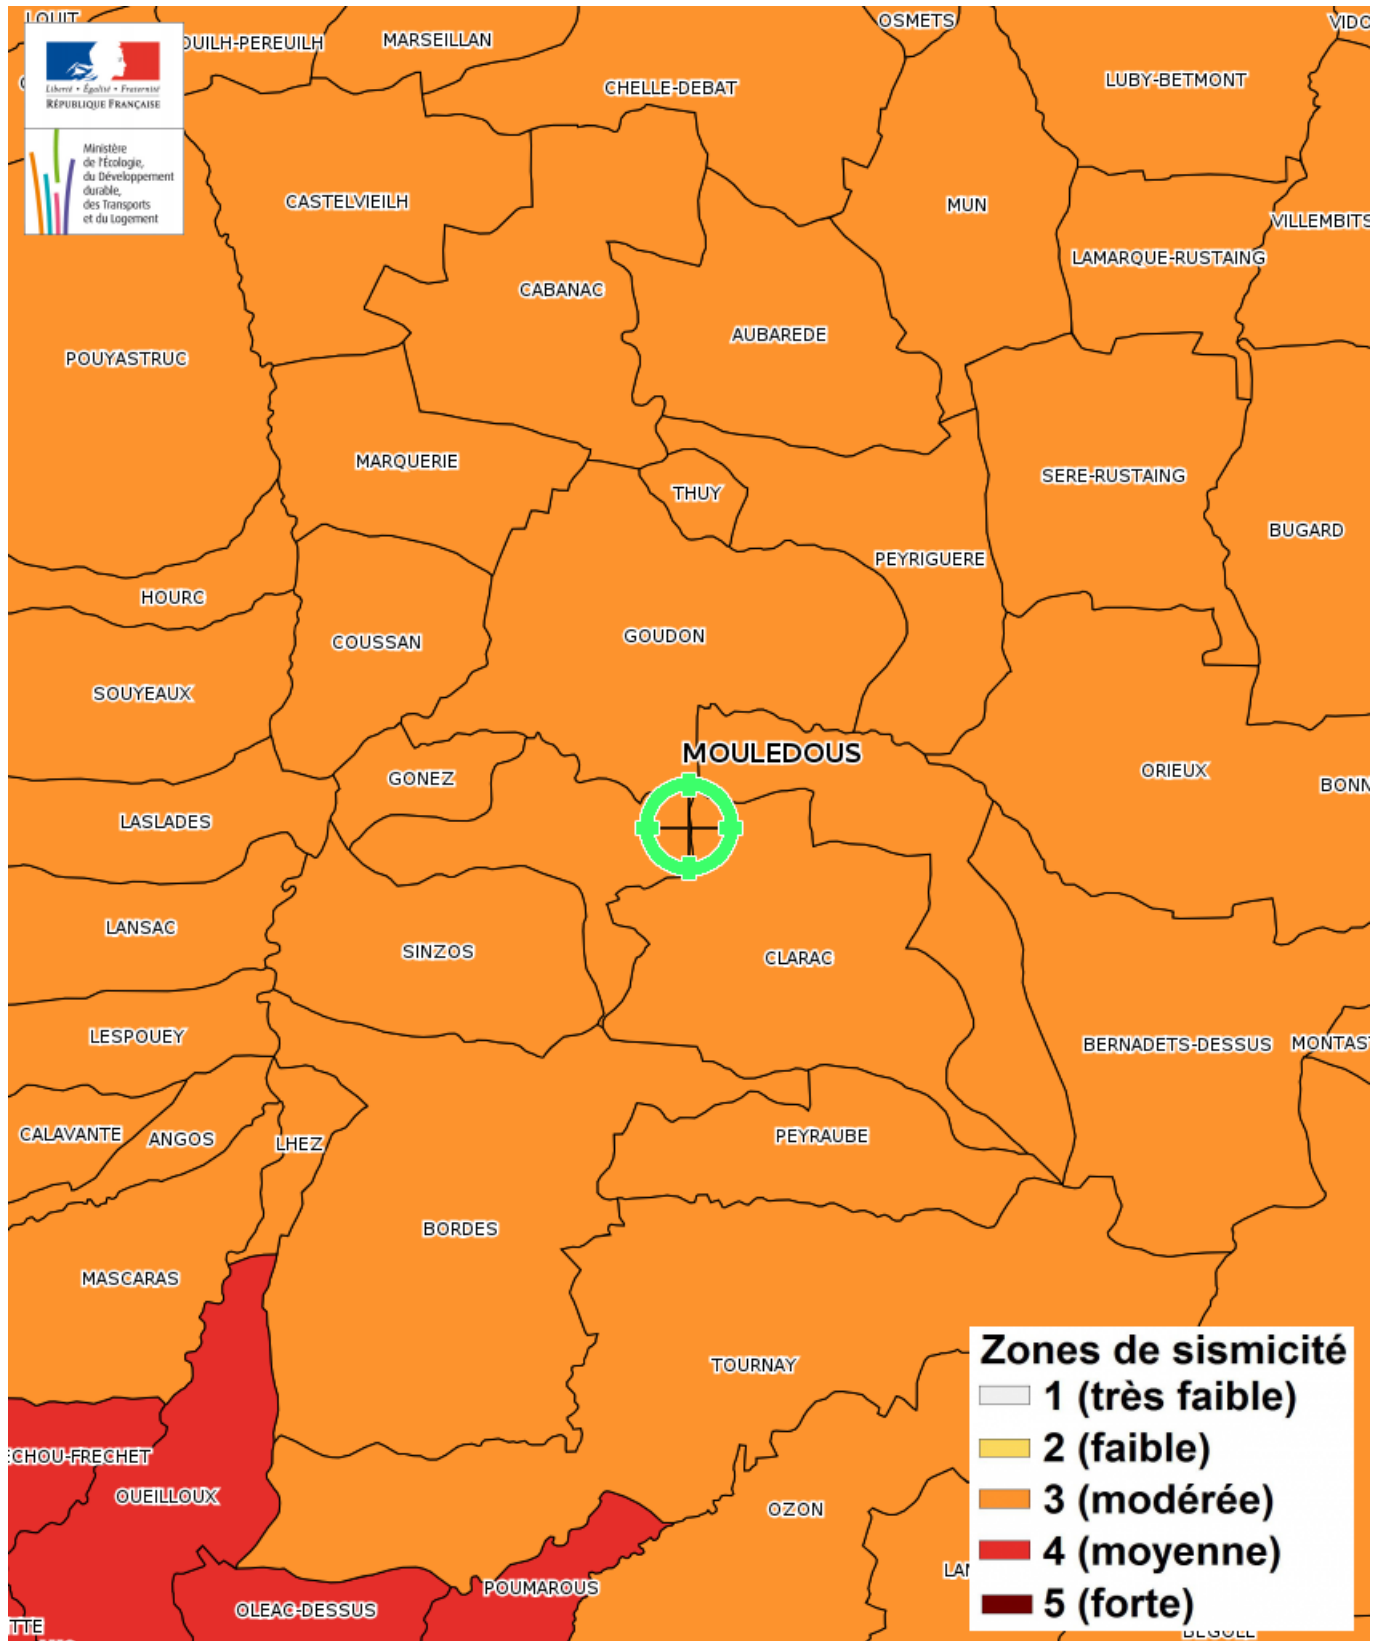 LOUIT
OUILH-PEREUILH
MARSEILLAN
OSMETS
CHELLE-DEBAT
LUBY-BETMONT
Liberté • Égalité • Fraternité
RÉPUBLIQUE FRANÇAISE
Ministère
de l'Écologie,
du Développement
durable,
des Transports
et du Logement
CASTELVIEILH
MUN
VILLEMBITS
LAMARQUE-RUSTAING
CABANAC
AUBAREDE
POUYASTRUC
MARQUERIE
SERE-RUSTAING
THUY
BUGARD
PEYRIGUERE
HOURC
GOUDON
COUSSAN
SOUYEAUX
MOULEDOUS
ORIEUX
GONEZ
BONN
LASLADES
LANSAC
SINZOS
CLARAC
LESPOUEY
BERNADETS-DESSUS
MONTAST
CALAVANTE
ANGOS
LHEZ
PEYRAUBE
BORDES
MASCARAS
TOURNAY
Zones de sismicité
1 (très faible)
2 (faible)
3 (modérée)
4 (moyenne)
5 (forte)
ECHOU-FRECHET
OUEILLOUX
OZON
LAN
POUMAROUS
OLEAC-DESSUS
TTE
BEGOLE